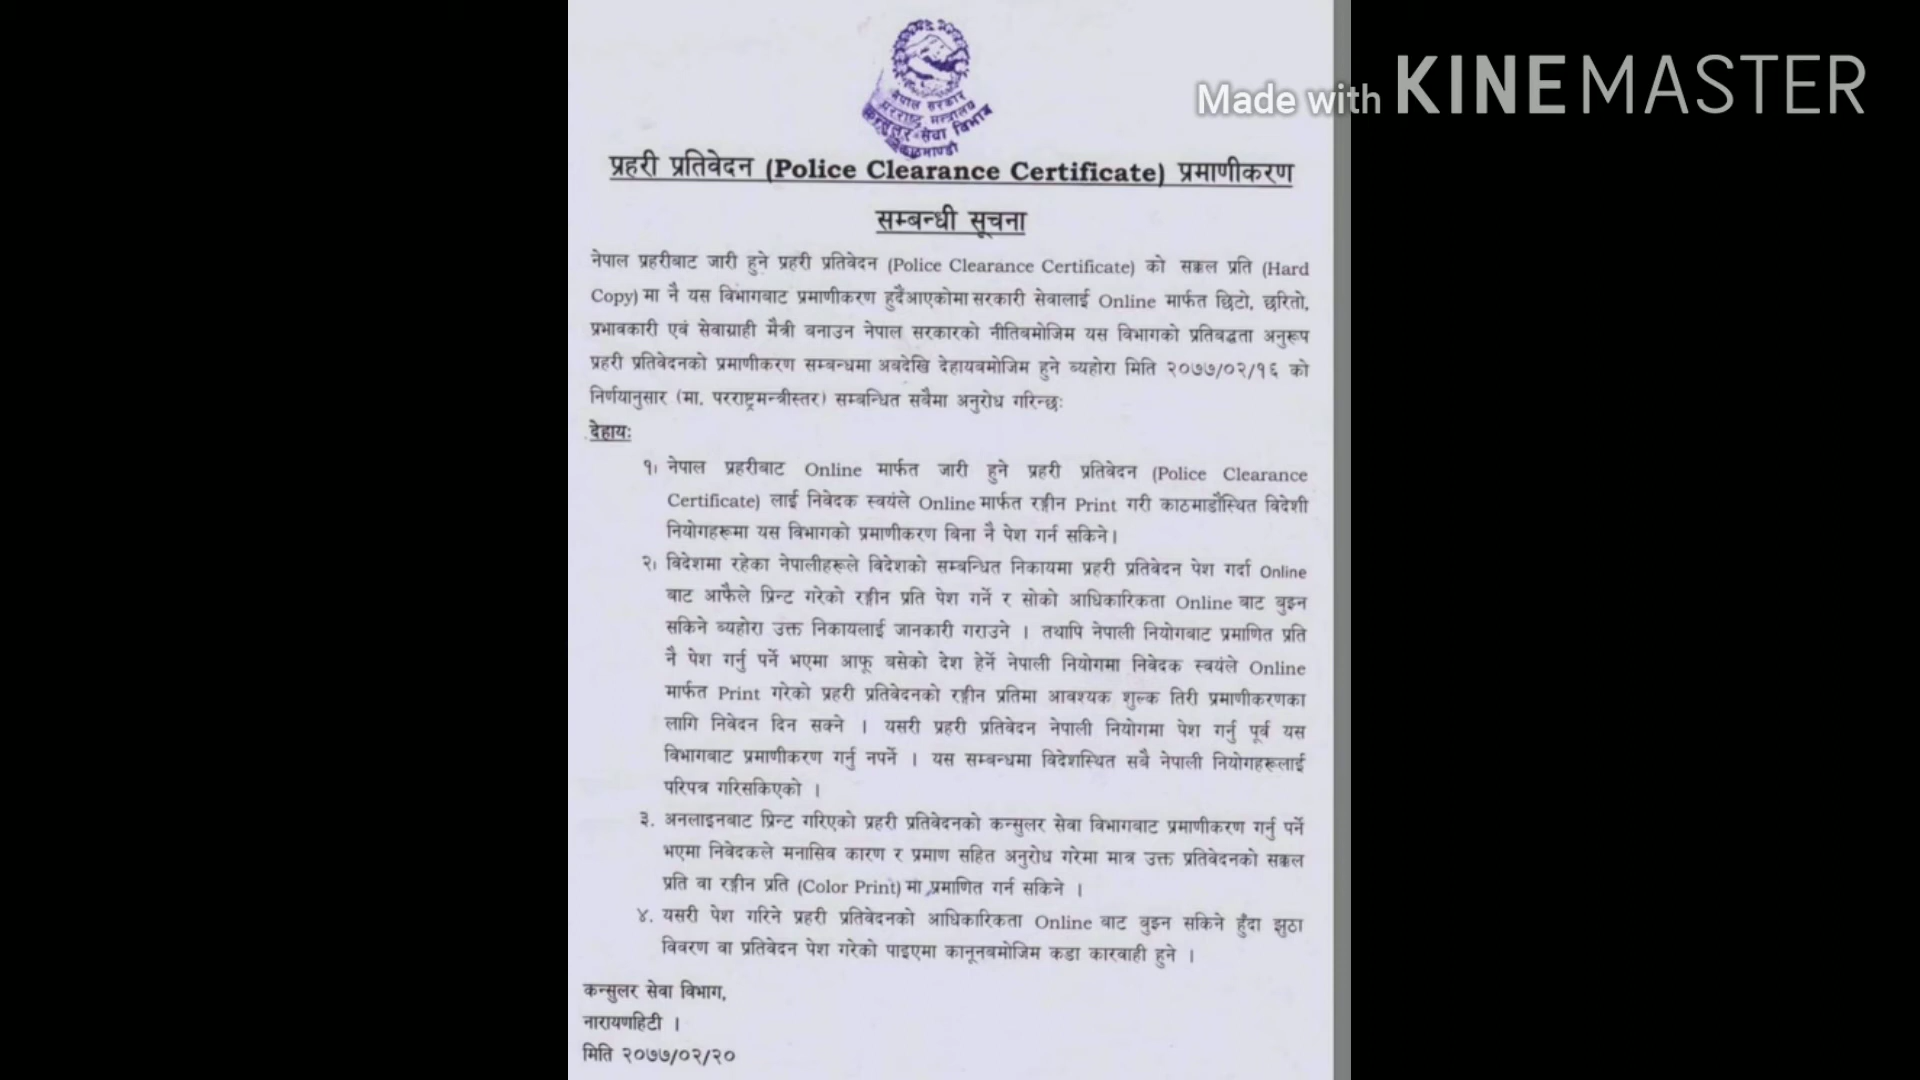 Made with KINEMASTER
नेपाल सरकार
परराष्ट्र मन्त्रालय
कन्सुलर सेवा विभाग
काठमाण्डौ
प्रहरी प्रतिवेदन (Police Clearance Certificate) प्रमाणीकरण
सम्बन्धी सूचना
नेपाल प्रहरीबाट जारी हुने प्रहरी प्रतिवेदन (Police Clearance Certificate) को सक्कल प्रति (Hard
Copy) मा नै यस विभागबाट प्रमाणीकरण हुदैँआएकोमा सरकारी सेवालाई Online मार्फत छिटो, छरितो,
प्रभावकारी एवं सेवाग्राही मैत्री बनाउन नेपाल सरकारको नीतिबमोजिम यस विभागको प्रतिबद्धता अनुरूप
प्रहरी प्रतिवेदनको प्रमाणीकरण सम्बन्धमा अबदेखि देहायबमोजिम हुने व्यहोरा मिति २०७७/०२/१६ को
निर्णयानुसार (मा. परराष्ट्रमन्त्रीस्तर) सम्बन्धित सबैमा अनुरोध गरिन्छः
देहायः
१। नेपाल प्रहरीबाट Online मार्फत जारी हुने प्रहरी प्रतिवेदन (Police Clearance
Certificate) लाई निवेदक स्वयंले Online मार्फत रङ्गीन Print गरी काठमाडौंस्थित विदेशी
नियोगहरूमा यस विभागको प्रमाणीकरण बिना नै पेश गर्न सकिने।
२। विदेशमा रहेका नेपालीहरूले विदेशको सम्बन्धित निकायमा प्रहरी प्रतिवेदन पेश गर्दा Online
बाट आफैले प्रिन्ट गरेको रङ्गीन प्रति पेश गर्ने र सोको आधिकारिकता Online बाट बुझ्न
सकिने व्यहोरा उक्त निकायलाई जानकारी गराउने । तथापि नेपाली नियोगबाट प्रमाणित प्रति
नै पेश गर्नु पर्ने भएमा आफू बसेको देश हेर्ने नेपाली नियोगमा निवेदक स्वयंले Online
मार्फत Print गरेको प्रहरी प्रतिवेदनको रङ्गीन प्रतिमा आवश्यक शुल्क तिरी प्रमाणीकरणका
लागि निवेदन दिन सक्ने । यसरी प्रहरी प्रतिवेदन नेपाली नियोगमा पेश गर्नु पूर्व यस
विभागबाट प्रमाणीकरण गर्नु नपर्ने । यस सम्बन्धमा विदेशस्थित सबै नेपाली नियोगहरूलाई
परिपत्र गरिसकिएको ।
३. अनलाइनबाट प्रिन्ट गरिएको प्रहरी प्रतिवेदनको कन्सुलर सेवा विभागबाट प्रमाणीकरण गर्नु पर्ने
भएमा निवेदकले मनासिव कारण र प्रमाण सहित अनुरोध गरेमा मात्र उक्त प्रतिवेदनको सक्कल
प्रति वा रङ्गीन प्रति (Color Print) मा प्रमाणित गर्न सकिने ।
४. यसरी पेश गरिने प्रहरी प्रतिवेदनको आधिकारिकता Online बाट बुझ्न सकिने हुँदा झुठा
विवरण वा प्रतिवेदन पेश गरेको पाइएमा कानूनबमोजिम कडा कारवाही हुने ।
कन्सुलर सेवा विभाग,
नारायणहिटी ।
मिति २०७७/०२/२०